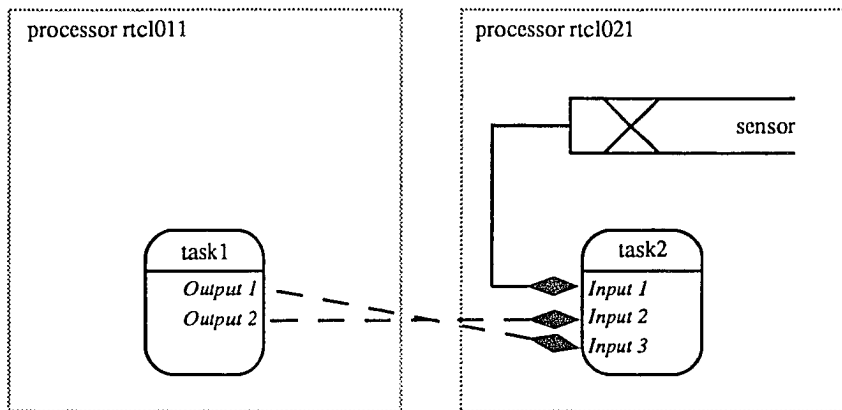 processor rtcl011
processor rtcl021
sensor
task1
Output 1
Output 2
task2
Input 1
Input 2
Input 3